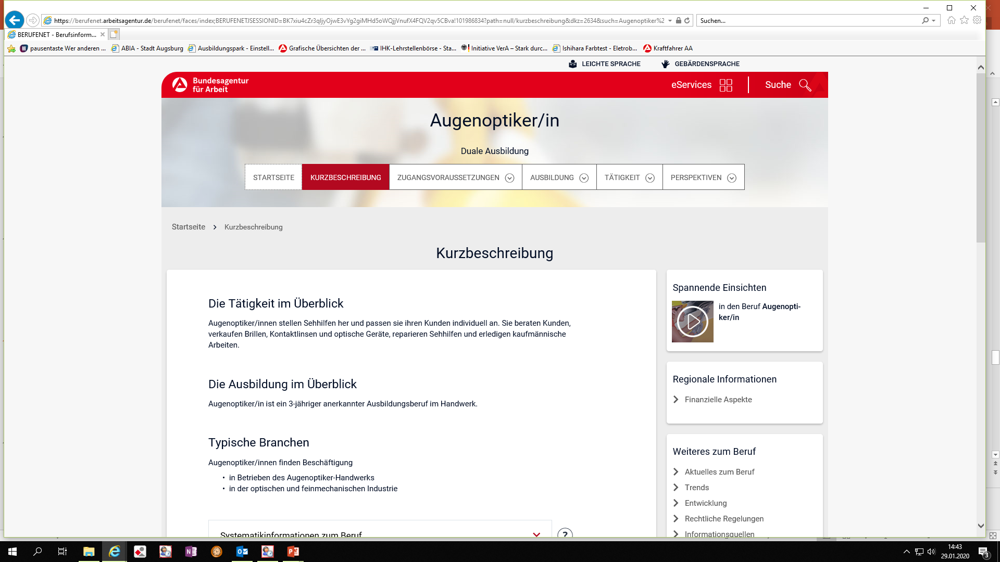 https://berufenet.arbeitsagentur.de/berufenet/faces/index;BERUFENETJSESSIONID=BK7xiu4cZr3qIjyOjwE3vYg2giMHd5oWQjjVnufX4FQV2qv5CBva!101986834?path=null/kurzbeschreibung&dkz=2634&such=Augenoptiker%2
Suchen...
BERUFENET - Berufsinform...
pausentaste Wer anderen ...
ABIA - Stadt Augsburg
Ausbildungspark - Einstell...
Grafische Übersichten der ...
IHK-Lehrstellenbörse - Sta...
Initiative VerA – Stark durc...
Ishihara Farbtest - Eletrob...
Kraftfahrer AA
LEICHTE SPRACHE
GEBÄRDENSPRACHE
Bundesagentur
für Arbeit
eServices
Suche
Augenoptiker/in
Duale Ausbildung
STARTSEITE
KURZBESCHREIBUNG
ZUGANGSVORAUSSETZUNGEN
AUSBILDUNG
TÄTIGKEIT
PERSPEKTIVEN
Startseite
Kurzbeschreibung
Kurzbeschreibung
Die Tätigkeit im Überblick
Augenoptiker/innen stellen Sehhilfen her und passen sie ihren Kunden individuell an. Sie beraten Kunden,
verkaufen Brillen, Kontaktlinsen und optische Geräte, reparieren Sehhilfen und erledigen kaufmännische
Arbeiten.
Die Ausbildung im Überblick
Augenoptiker/in ist ein 3-jähriger anerkannter Ausbildungsberuf im Handwerk.
Typische Branchen
Augenoptiker/innen finden Beschäftigung
• in Betrieben des Augenoptiker-Handwerks
• in der optischen und feinmechanischen Industrie
Systematikinformationen zum Beruf
?
Spannende Einsichten
in den Beruf Augenopti-
ker/in
Regionale Informationen
Finanzielle Aspekte
Weiteres zum Beruf
Aktuelles zum Beruf
Trends
Entwicklung
Rechtliche Regelungen
Informationsquellen
14:43
29.01.2020
3